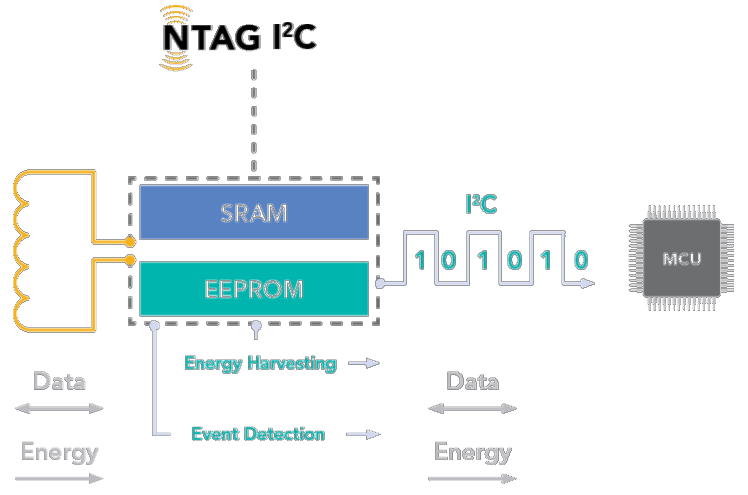 NTAG I²C
SRAM
EEPROM
I²C
1 0 1 0 1 0
MCU
Energy Harvesting
Event Detection
Data
Energy
Data
Energy